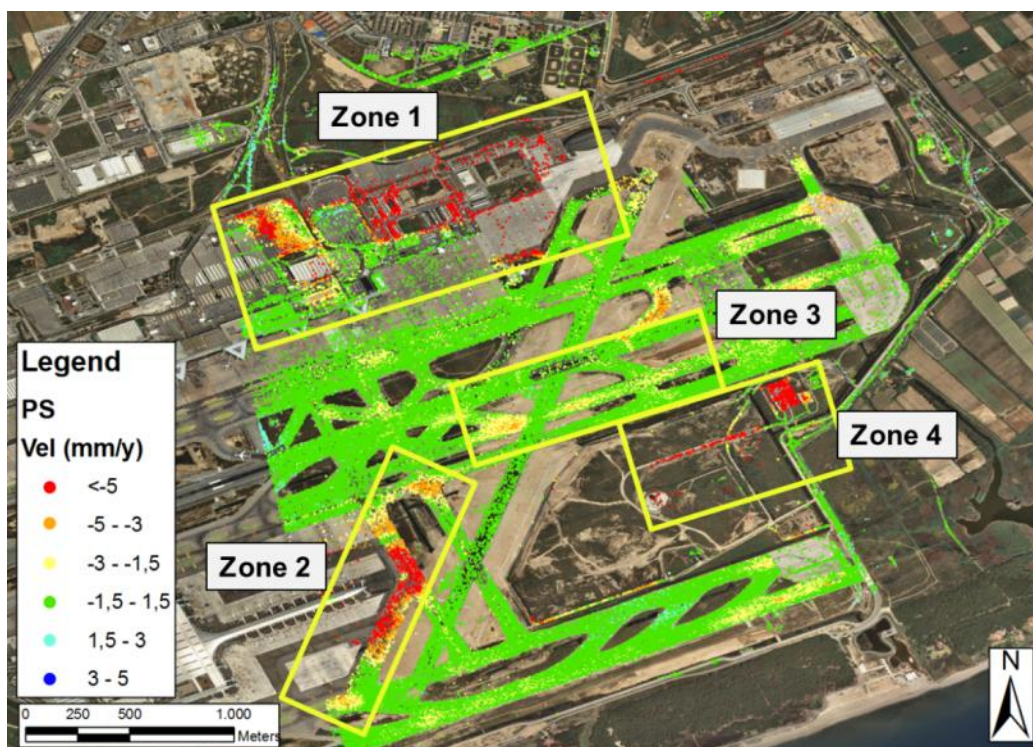 Zone 1
Zone 3
Zone 4
Zone 2
Legend
PS
Vel (mm/y)
<-5
-5 - -3
-3 - -1,5
-1,5 - 1,5
1,5 - 3
3 - 5
0 250 500 1.000
Meters
N